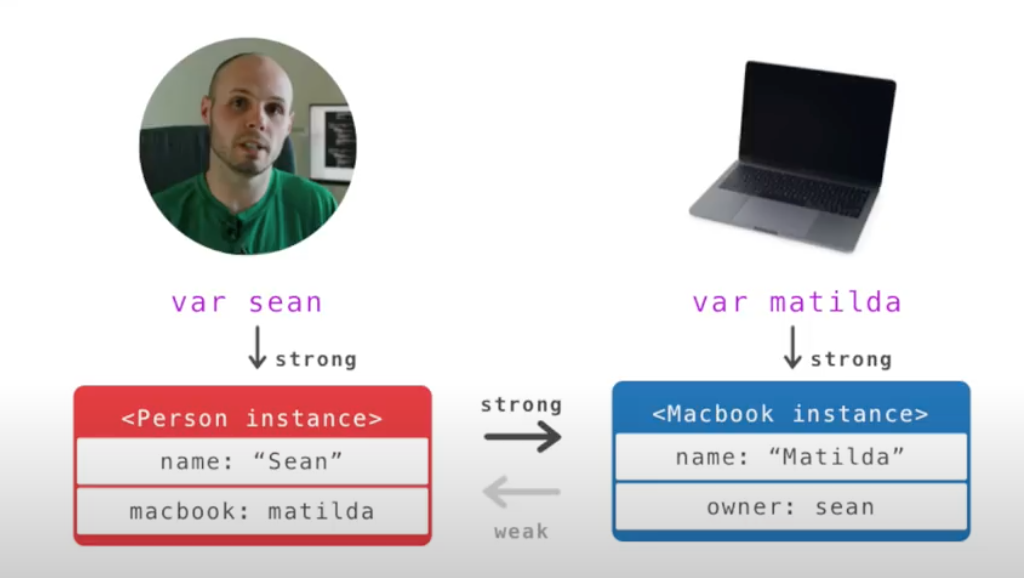 var sean
var matilda
strong
strong
<Person instance>
name: “Sean”
macbook: matilda
strong
weak
<Macbook instance>
name: “Matilda”
owner: sean